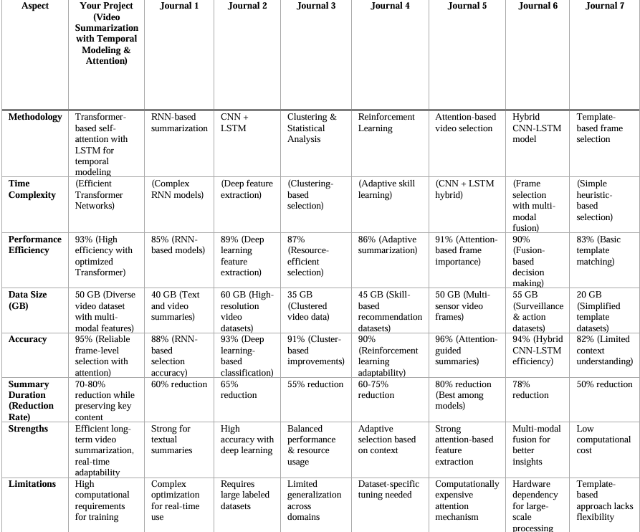 Aspect
Your Project
(Video
Summarization
with Temporal
Modeling &
Attention)
Journal 1
Journal 2
Journal 3
Journal 4
Journal 5
Journal 6
Journal 7
Methodology
Transformer-
based self-
attention with
LSTM for
temporal
modeling
RNN-based
summarization
CNN +
LSTM
Clustering &
Statistical
Analysis
Reinforcement
Learning
Attention-based
video selection
Hybrid
CNN-LSTM
model
Template-
based frame
selection
Time
Complexity
(Efficient
Transformer
Networks)
(Complex
RNN models)
(Deep feature
extraction)
(Clustering-
based
selection)
(Adaptive skill
learning)
(CNN + LSTM
hybrid)
(Frame
selection
with multi-
modal
fusion)
(Simple
heuristic-
based
selection)
Performance
Efficiency
93% (High
efficiency with
optimized
Transformer)
85% (RNN-
based models)
89% (Deep
learning
feature
extraction)
87%
(Resource-
efficient
selection)
86% (Adaptive
summarization)
91% (Attention-
based frame
importance)
90%
(Fusion-
based
decision
making)
83% (Basic
template
matching)
Data Size
(GB)
50 GB (Diverse
video dataset
with multi-
modal features)
40 GB (Text
and video
summaries)
60 GB (High-
resolution
video
datasets)
35 GB
(Clustered
video data)
45 GB (Skill-
based
recommendation
datasets)
50 GB (Multi-
sensor video
frames)
55 GB
(Surveillance
& action
datasets)
20 GB
(Simplified
template
datasets)
Accuracy
95% (Reliable
frame-level
selection with
attention)
88% (RNN-
based
selection
accuracy)
93% (Deep
learning-
based
classification)
91% (Cluster-
based
improvements)
90%
(Reinforcement
learning
adaptability)
96% (Attention-
guided
summaries)
94% (Hybrid
CNN-LSTM
efficiency)
82% (Limited
context
understanding)
Summary
Duration
(Reduction
Rate)
70-80%
reduction while
preserving key
content
60% reduction
65%
reduction
55% reduction
60-75%
reduction
80% reduction
(Best among
models)
78%
reduction
50% reduction
Strengths
Efficient long-
term video
summarization,
real-time
adaptability
Strong for
textual
summaries
High
accuracy with
deep learning
Balanced
performance
& resource
usage
Adaptive
selection based
on context
Strong
attention-based
feature
extraction
Multi-modal
fusion for
better
insights
Low
computational
cost
Limitations
High
computational
requirements
for training
Complex
optimization
for real-time
use
Requires
large labeled
datasets
Limited
generalization
across
domains
Dataset-specific
tuning needed
Computationally
expensive
attention
mechanism
Hardware
dependency
for large-
scale
processing
Template-
based
approach lacks
flexibility